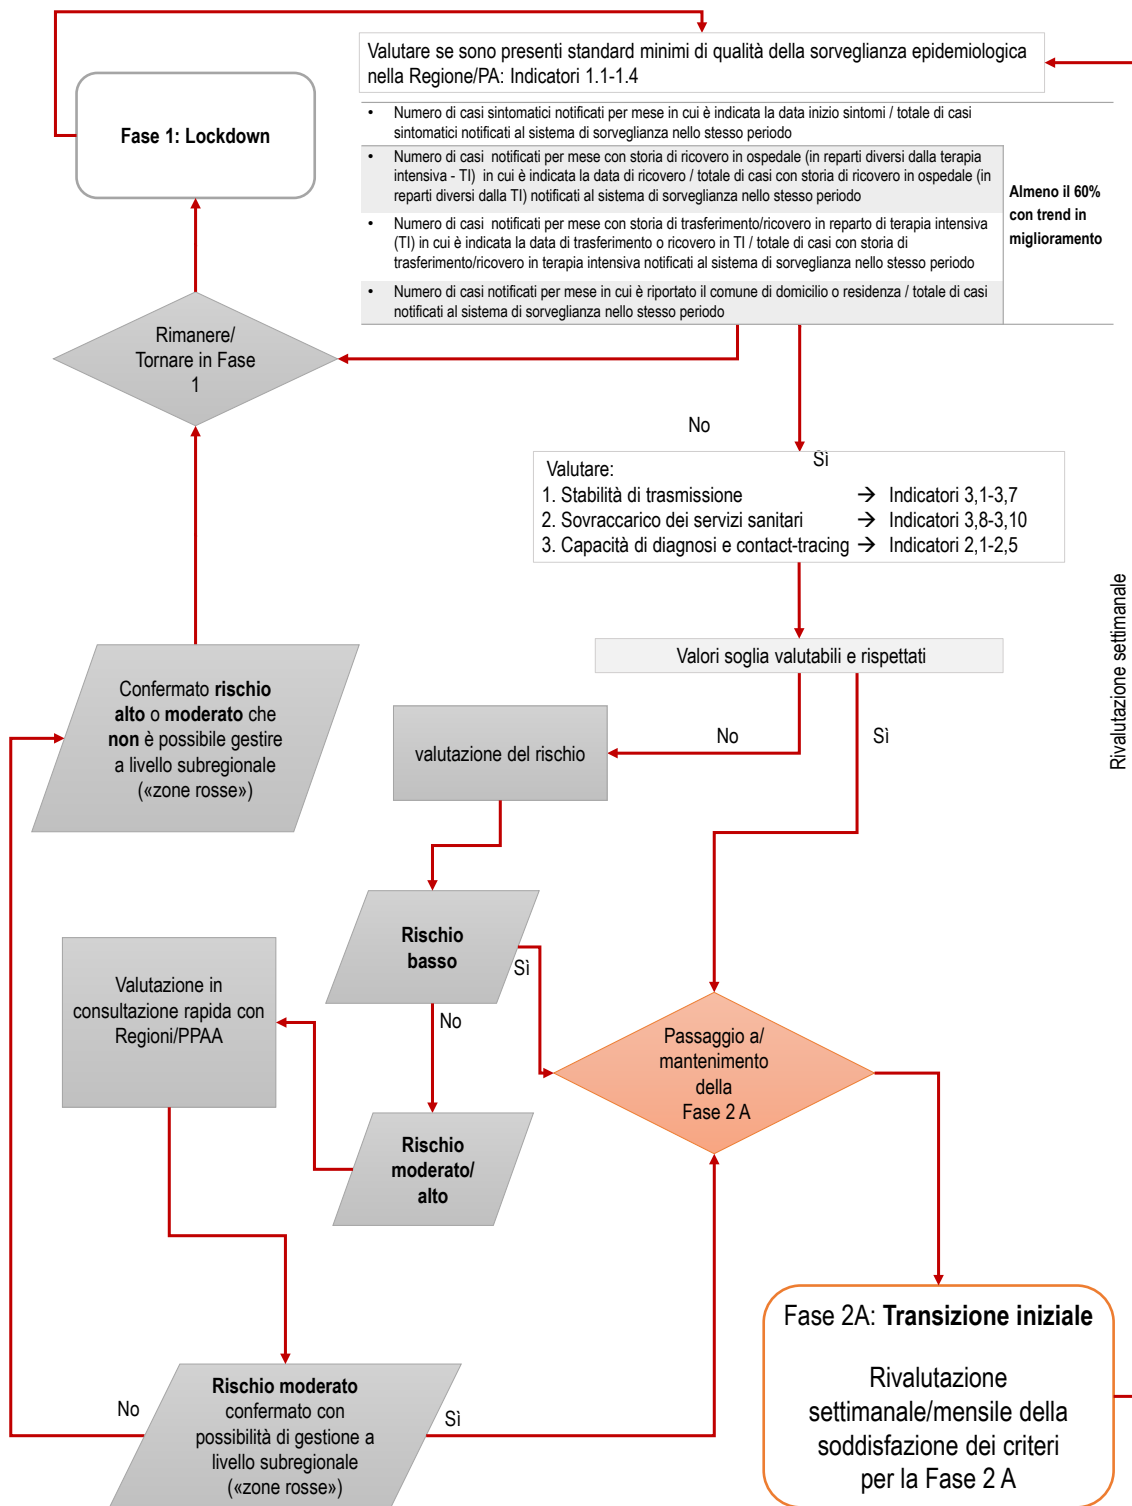 Valutare se sono presenti standard minimi di qualità della sorveglianza epidemiologica
nella Regione/PA: Indicatori 1.1-1.4
Fase 1: Lockdown
• Numero di casi sintomatici notificati per mese in cui è indicata la data inizio sintomi / totale di casi
sintomatici notificati al sistema di sorveglianza nello stesso periodo
• Numero di casi notificati per mese con storia di ricovero in ospedale (in reparti diversi dalla terapia
intensiva - TI) in cui è indicata la data di ricovero / totale di casi con storia di ricovero in ospedale (in
reparti diversi dalla TI) notificati al sistema di sorveglianza nello stesso periodo
• Numero di casi notificati per mese con storia di trasferimento/ricovero in reparto di terapia intensiva
(TI) in cui è indicata la data di trasferimento o ricovero in TI / totale di casi con storia di
trasferimento/ricovero in terapia intensiva notificati al sistema di sorveglianza nello stesso periodo
• Numero di casi notificati per mese in cui è riportato il comune di domicilio o residenza / totale di casi
notificati al sistema di sorveglianza nello stesso periodo
Almeno il 60%
con trend in
miglioramento
Rimanere/
Tornare in Fase
1
No
Sì
Valutare:
1. Stabilità di trasmissione → Indicatori 3,1-3,7
2. Sovraccarico dei servizi sanitari → Indicatori 3,8-3,10
3. Capacità di diagnosi e contact-tracing → Indicatori 2,1-2,5
Rivalutazione settimanale
Valori soglia valutabili e rispettati
Confermato rischio
alto o moderato che
non è possibile gestire
a livello subregionale
(«zone rosse»)
No
Sì
valutazione del rischio
Rischio
basso
Sì
No
Valutazione in
consultazione rapida con
Regioni/PPAA
Passaggio a/
mantenimento
della
Fase 2 A
Rischio
moderato/
alto
Fase 2A: Transizione iniziale
Rivalutazione
settimanale/mensile della
soddisfazione dei criteri
per la Fase 2 A
Rischio moderato
confermato con
possibilità di gestione a
livello subregionale
(«zone rosse»)
No
Sì